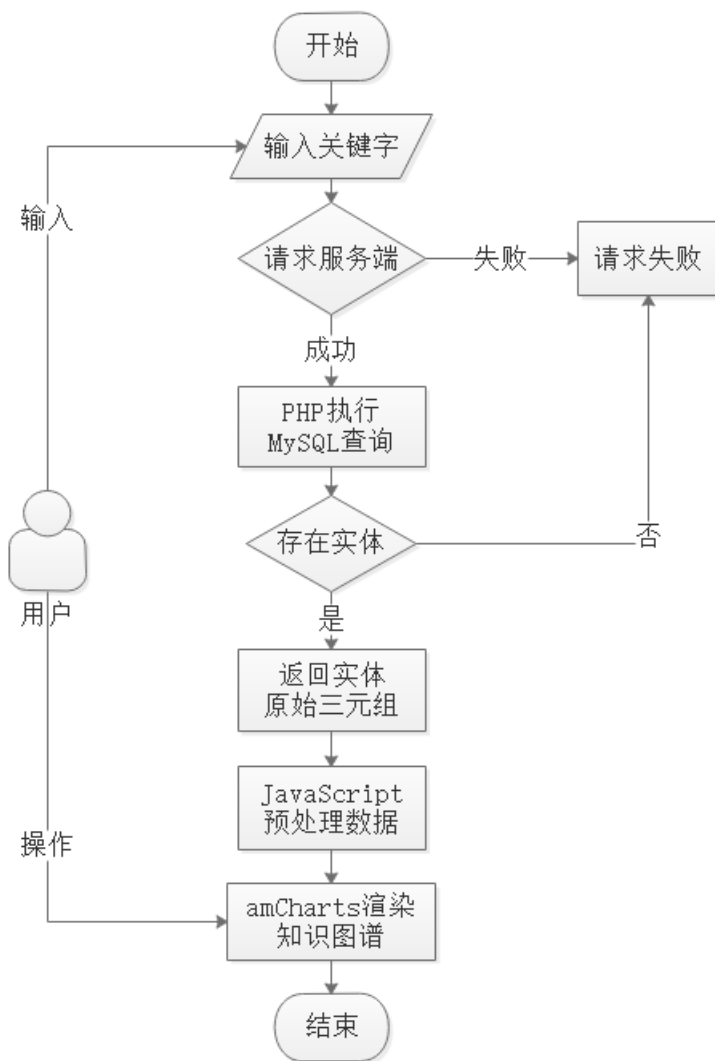 开始
输入关键字
输入
请求服务端
失败
请求失败
成功
PHP执行
MySQL查询
存在实体
否
用户
是
返回实体
原始三元组
JavaScript
预处理数据
操作
amCharts渲染
知识图谱
结束